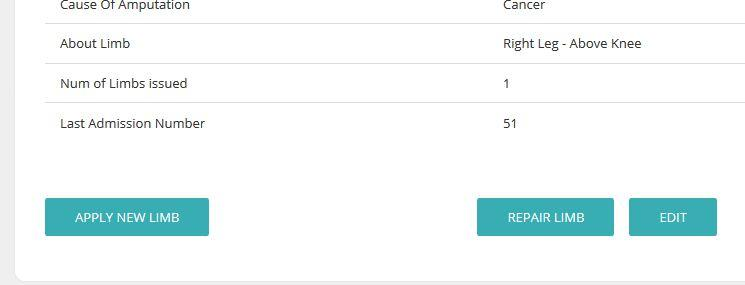 Cause Of Amputation Cancer
About Limb Right Leg - Above Knee
Num of Limbs issued 1
Last Admission Number 51
APPLY NEW LIMB REPAIR LIMB EDIT